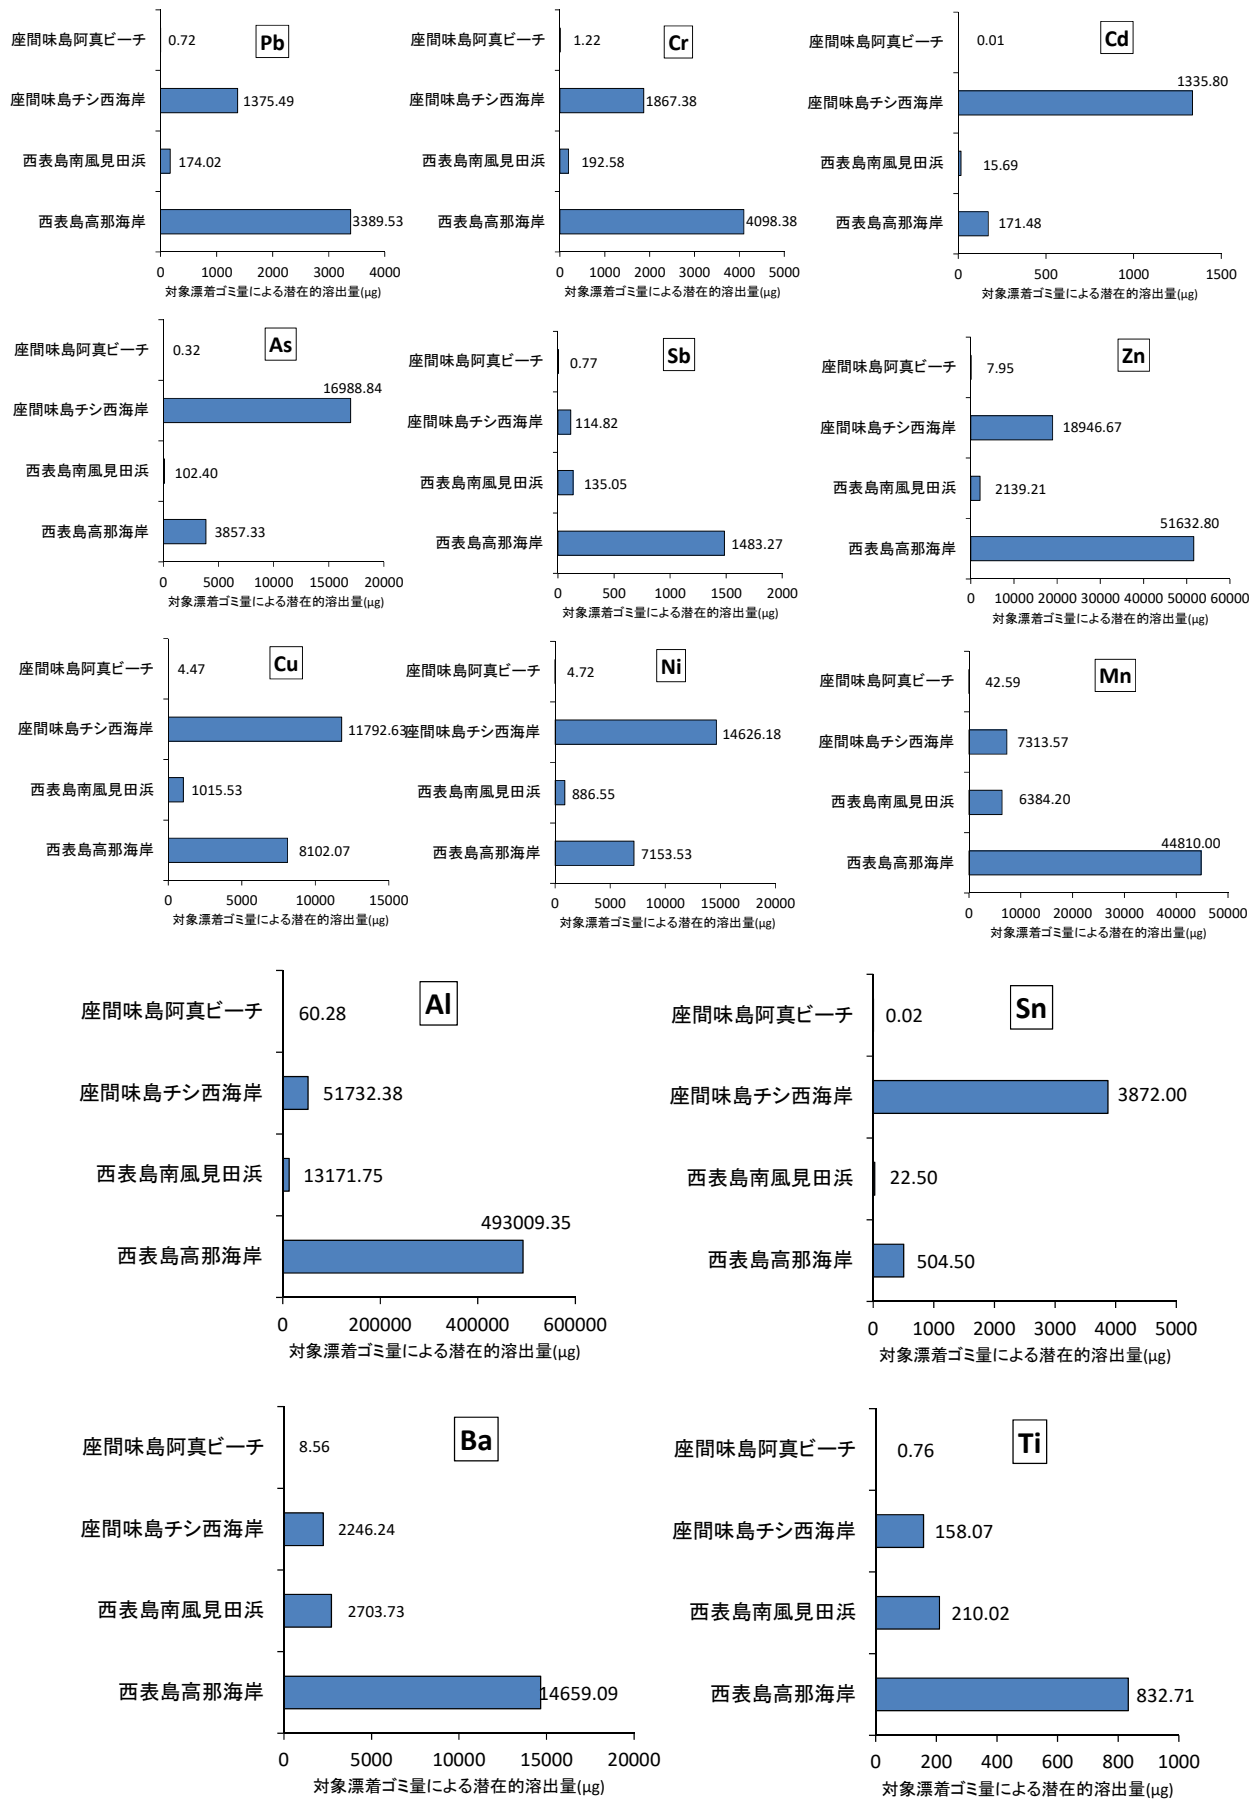 Pb
座間味島阿真ビーチ 0.72
座間味島チシ西海岸 1375.49
西表島南風見田浜 174.02
西表島高那海岸 3389.53
0 1000 2000 3000 4000
対象漂着ゴミ量による潜在的溶出量(μg)
Cr
座間味島阿真ビーチ 1.22
座間味島チシ西海岸 1867.38
西表島南風見田浜 192.58
西表島高那海岸 4098.38
0 1000 2000 3000 4000 5000
対象漂着ゴミ量による潜在的溶出量(μg)
Cd
座間味島阿真ビーチ 0.01
座間味島チシ西海岸 1335.80
西表島南風見田浜 15.69
西表島高那海岸 171.48
0 500 1000 1500
対象漂着ゴミ量による潜在的溶出量(μg)
As
座間味島阿真ビーチ 0.32
座間味島チシ西海岸 16988.84
西表島南風見田浜 102.40
西表島高那海岸 3857.33
0 5000 10000 15000 20000
対象漂着ゴミ量による潜在的溶出量(μg)
Sb
座間味島阿真ビーチ 0.77
座間味島チシ西海岸 114.82
西表島南風見田浜 135.05
西表島高那海岸 1483.27
0 500 1000 1500 2000
対象漂着ゴミ量による潜在的溶出量(μg)
Zn
座間味島阿真ビーチ 7.95
座間味島チシ西海岸 18946.67
西表島南風見田浜 2139.21
西表島高那海岸 51632.80
0 10000 20000 30000 40000 50000 60000
対象漂着ゴミ量による潜在的溶出量(μg)
Cu
座間味島阿真ビーチ 4.47
座間味島チシ西海岸 11792.63
西表島南風見田浜 1015.53
西表島高那海岸 8102.07
0 5000 10000 15000
対象漂着ゴミ量による潜在的溶出量(μg)
Ni
座間味島阿真ビーチ 4.72
座間味島チシ西海岸 14626.18
西表島南風見田浜 886.55
西表島高那海岸 7153.53
0 5000 10000 15000 20000
対象漂着ゴミ量による潜在的溶出量(μg)
Mn
座間味島阿真ビーチ 42.59
座間味島チシ西海岸 7313.57
西表島南風見田浜 6384.20
西表島高那海岸 44810.00
0 10000 20000 30000 40000 50000
対象漂着ゴミ量による潜在的溶出量(μg)
Al
座間味島阿真ビーチ 60.28
座間味島チシ西海岸 51732.38
西表島南風見田浜 13171.75
西表島高那海岸 493009.35
0 200000 400000 600000
対象漂着ゴミ量による潜在的溶出量(μg)
Sn
座間味島阿真ビーチ 0.02
座間味島チシ西海岸 3872.00
西表島南風見田浜 22.50
西表島高那海岸 504.50
0 1000 2000 3000 4000 5000
対象漂着ゴミ量による潜在的溶出量(μg)
Ba
座間味島阿真ビーチ 8.56
座間味島チシ西海岸 2246.24
西表島南風見田浜 2703.73
西表島高那海岸 14659.09
0 5000 10000 15000 20000
対象漂着ゴミ量による潜在的溶出量(μg)
Ti
座間味島阿真ビーチ 0.76
座間味島チシ西海岸 158.07
西表島南風見田浜 210.02
西表島高那海岸 832.71
0 200 400 600 800 1000
対象漂着ゴミ量による潜在的溶出量(μg)